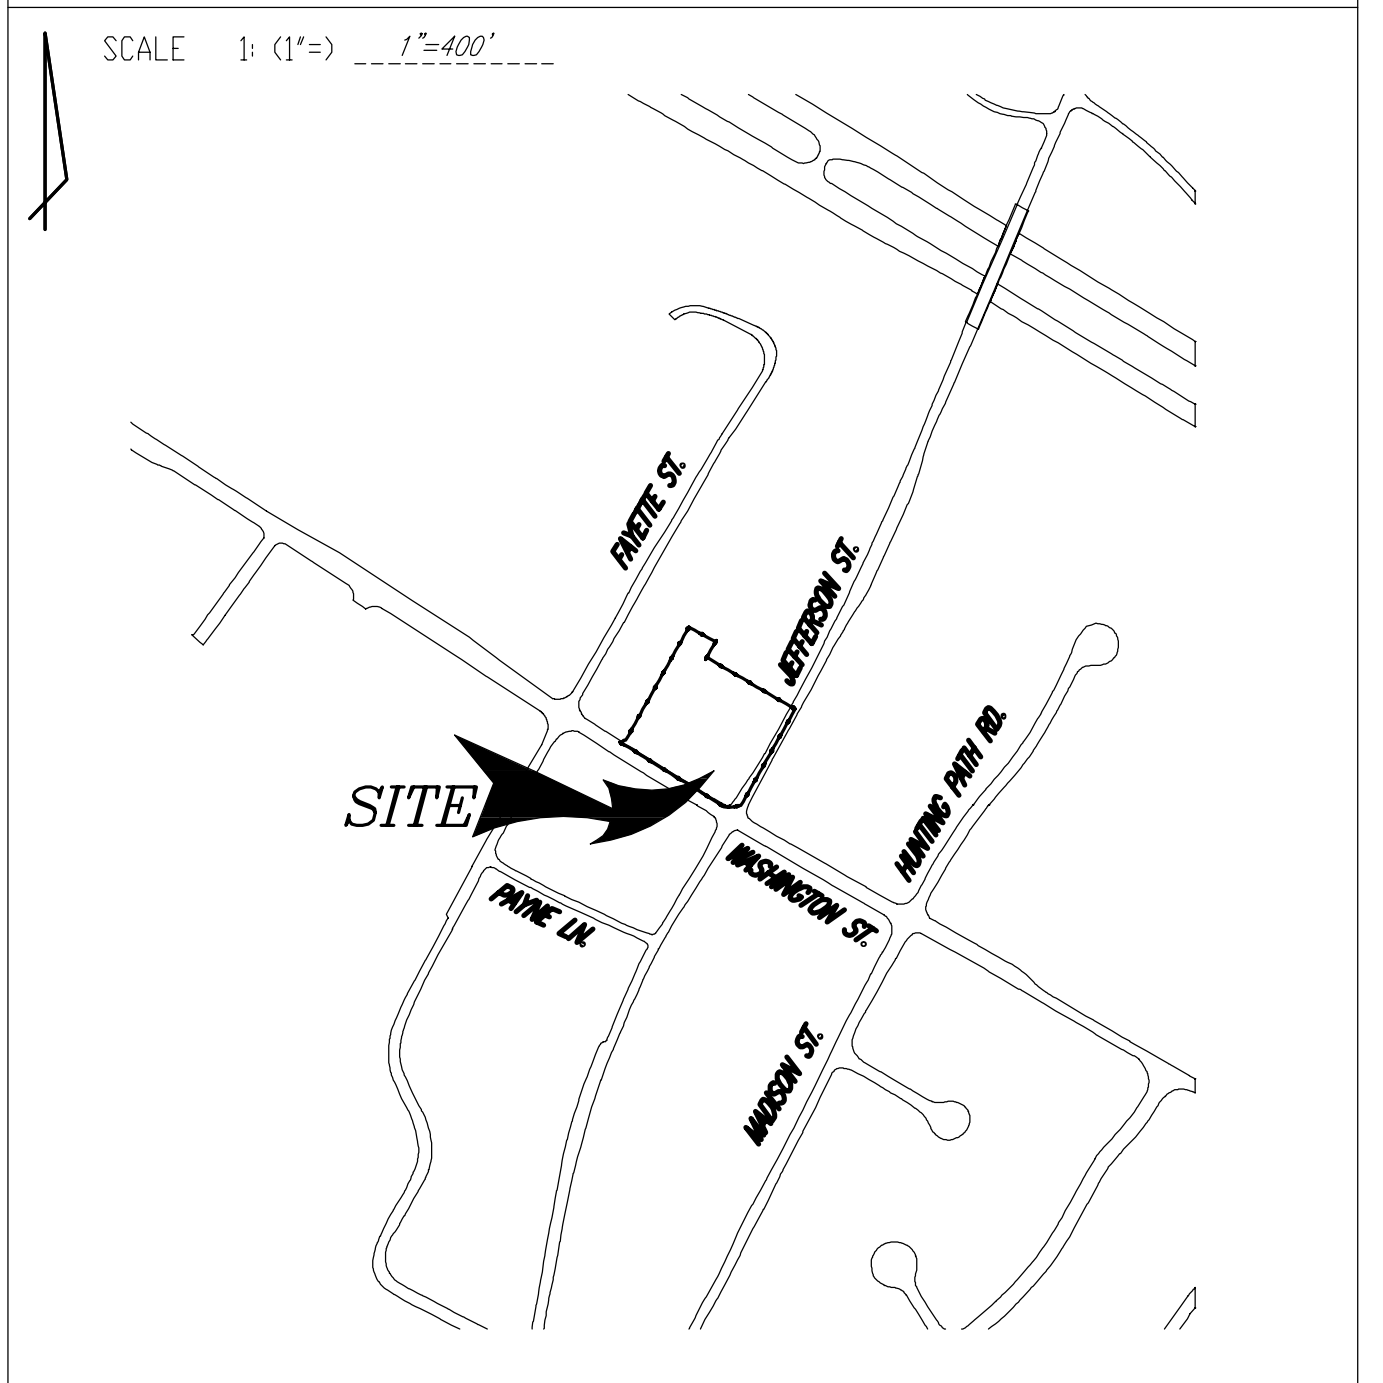 SCALE 1: (1"=) 1"=400'
FAYETTE ST.
JEFFERSON ST.
HUNTING PATH RD.
SITE
WASHINGTON ST.
PAYNE LN.
MADISON ST.